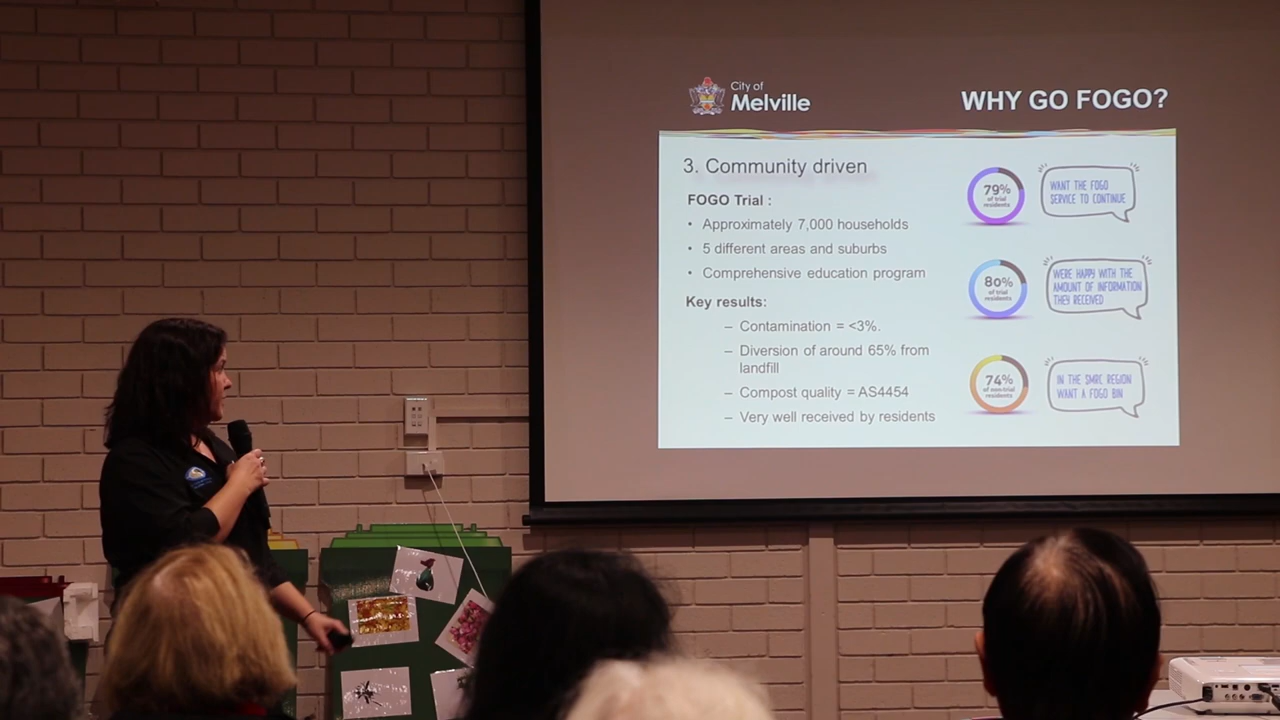 City of
Melville
WHY GO FOGO?
3. Community driven
FOGO Trial :
• Approximately 7,000 households
• 5 different areas and suburbs
• Comprehensive education program
Key results:
– Contamination = <3%.
– Diversion of around 65% from
landfill
– Compost quality = AS4454
– Very well received by residents
79%
of trial
residents
WANT THE FOGO
SERVICE TO CONTINUE
80%
of trial
residents
WERE HAPPY WITH THE
AMOUNT OF INFORMATION
THEY RECEIVED
74%
of non-trial
residents
IN THE SMRC REGION
WANT A FOGO BIN